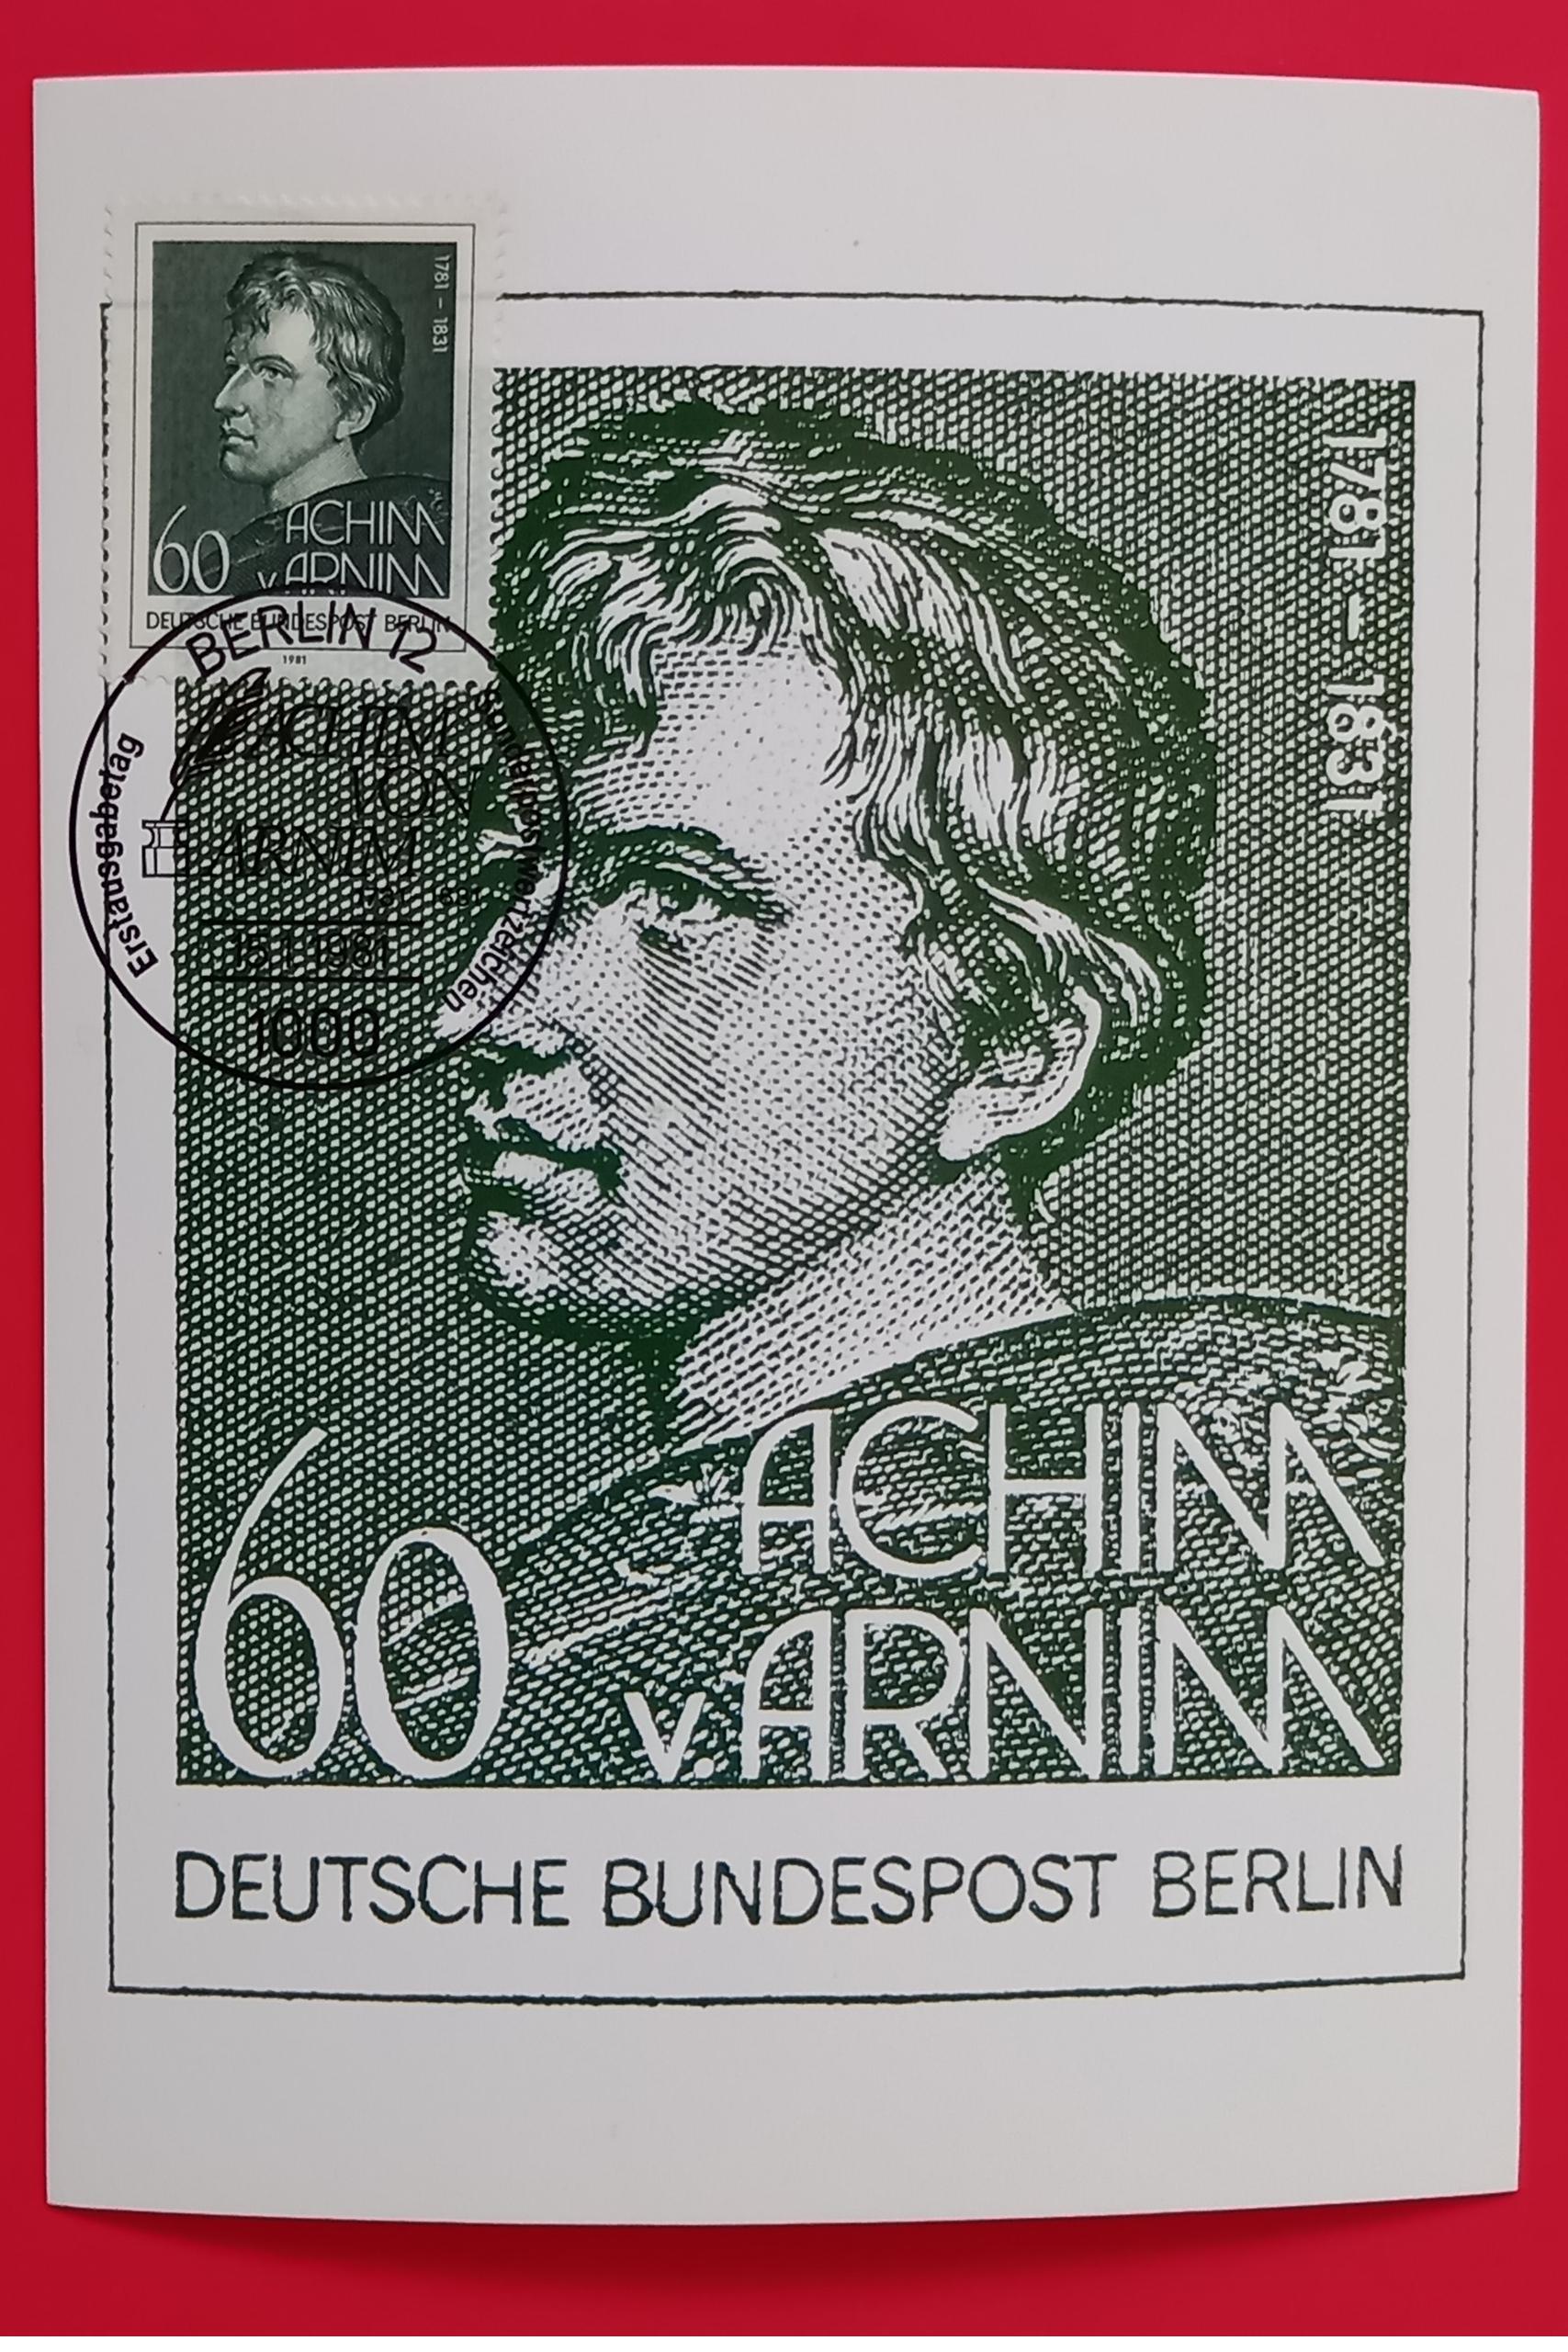 1781 – 1831
60
ACHIM
v. ARNIM
DEUTSCHE BUNDESPOST BERLIN
1981
BERLIN 12
Erstausgabetag
ACHIM
VON
ARNIM
15.1.1981
1000
1781 – 1831
60
ACHIM
v. ARNIM
DEUTSCHE BUNDESPOST BERLIN